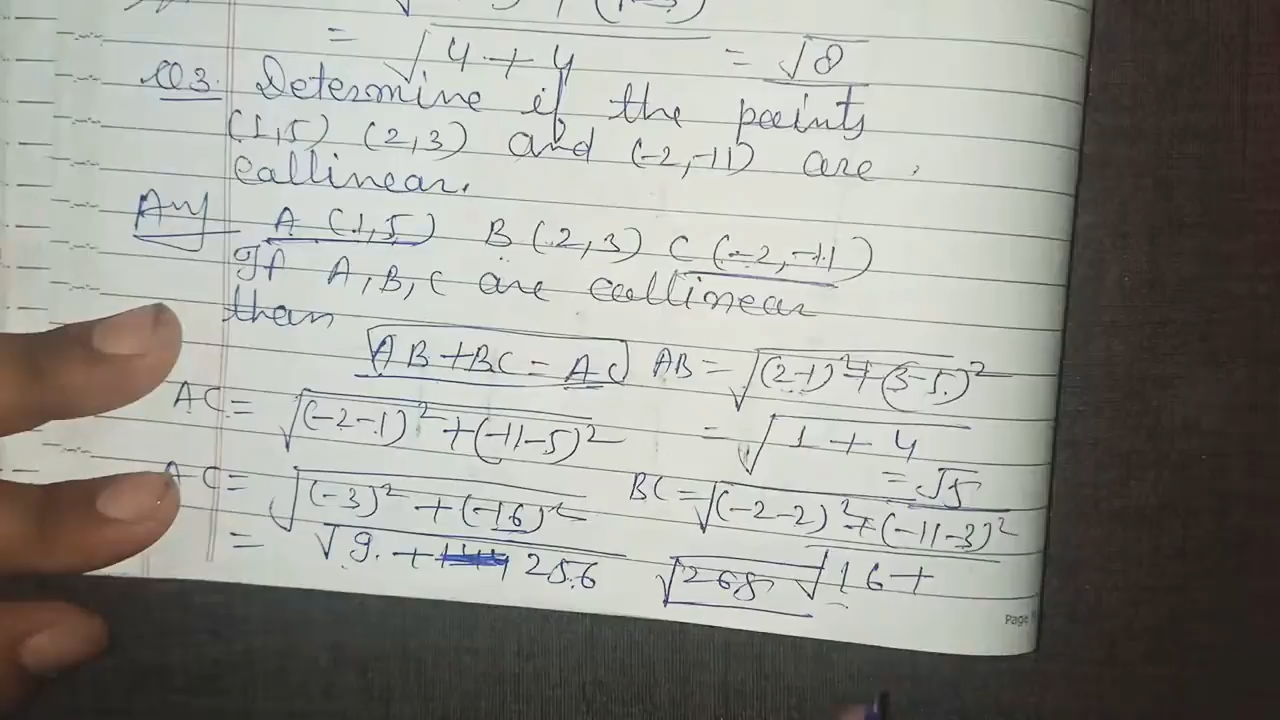 = √4+4 = √8
Q3. Determine if the points
(1,5) (2,3) and (-2,-11) are
collinear.
Ans A (1,5) B (2,3) C (-2,-11)
If A, B, C are collinear
than
AB+BC = AC AB = √(2-1)²+(3-5)²
AC = √(-2-1)²+(-11-5)²
= √1+4
= √5
AC = √(-3)²+(-16)² BC = √(-2-2)²+(-11-3)²
= √9+ 256 √265 √16+
Page